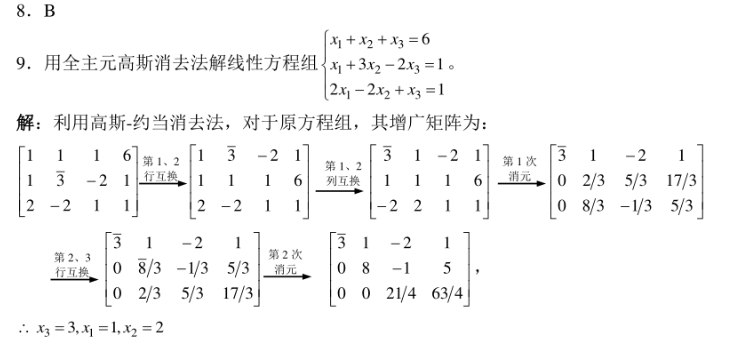 8．B
9．用全主元高斯消去法解线性方程组 { x₁ + x₂ + x₃ = 6
x₁ + 3x₂ − 2x₃ = 1 。
2x₁ − 2x₂ + x₃ = 1
解：利用高斯-约当消去法，对于原方程组，其增广矩阵为：
[1 1 1 6; 1 3̄ −2 1; 2 −2 1 1] 第 1、2 行互换 → [1 3̄ −2 1; 1 1 1 6; 2 −2 1 1] 第 1、2 列互换 → [3̄ 1 −2 1; 1 1 1 6; −2 2 1 1] 第 1 次 消元 → [3̄ 1 −2 1; 0 2/3 5/3 17/3; 0 8/3 −1/3 5/3]
第 2、3 行互换 → [3̄ 1 −2 1; 0 8̄/3 −1/3 5/3; 0 2/3 5/3 17/3] 第 2 次 消元 → [3̄ 1 −2 1; 0 8 −1 5; 0 0 21/4 63/4]，
∴ x₃ = 3, x₁ = 1, x₂ = 2